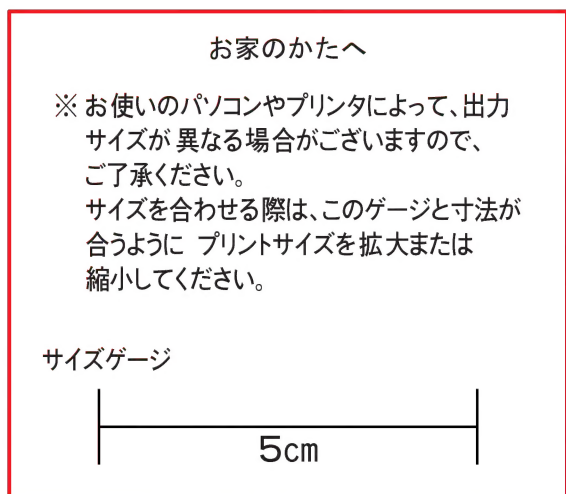 お家のかたへ
※ お使いのパソコンやプリンタによって、出力
サイズが異なる場合がございますので、
ご了承ください。
サイズを合わせる際は、このゲージと寸法が
合うように プリントサイズを拡大または
縮小してください。
サイズゲージ
5cm